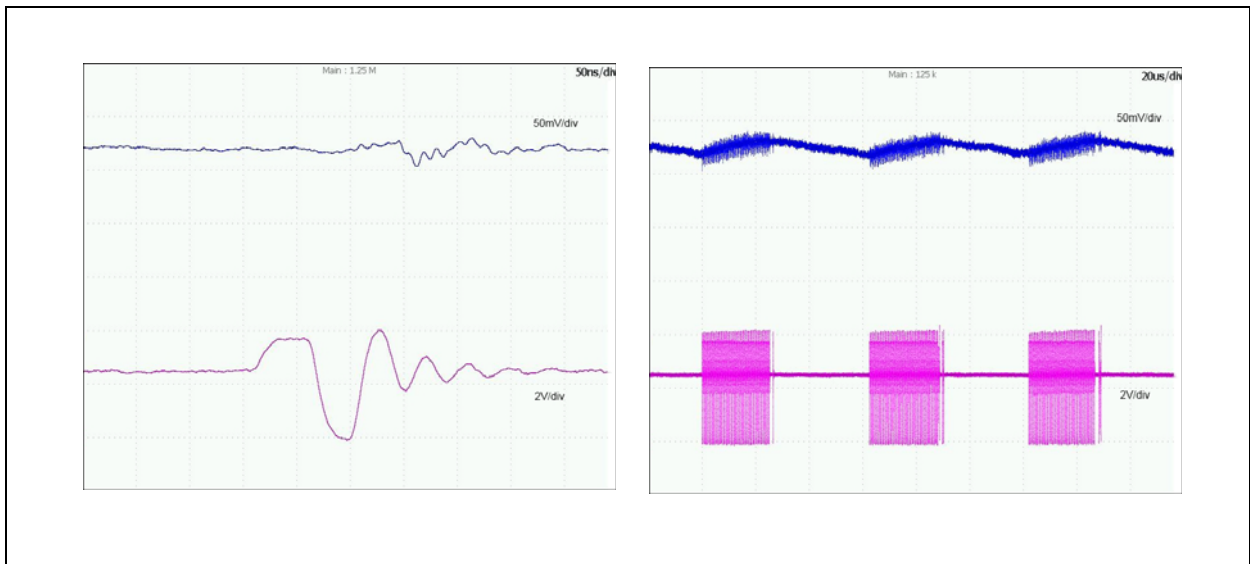 Main : 1.25 M
50ns/div
50mV/div
2V/div
Main : 125 k
20us/div
50mV/div
2V/div